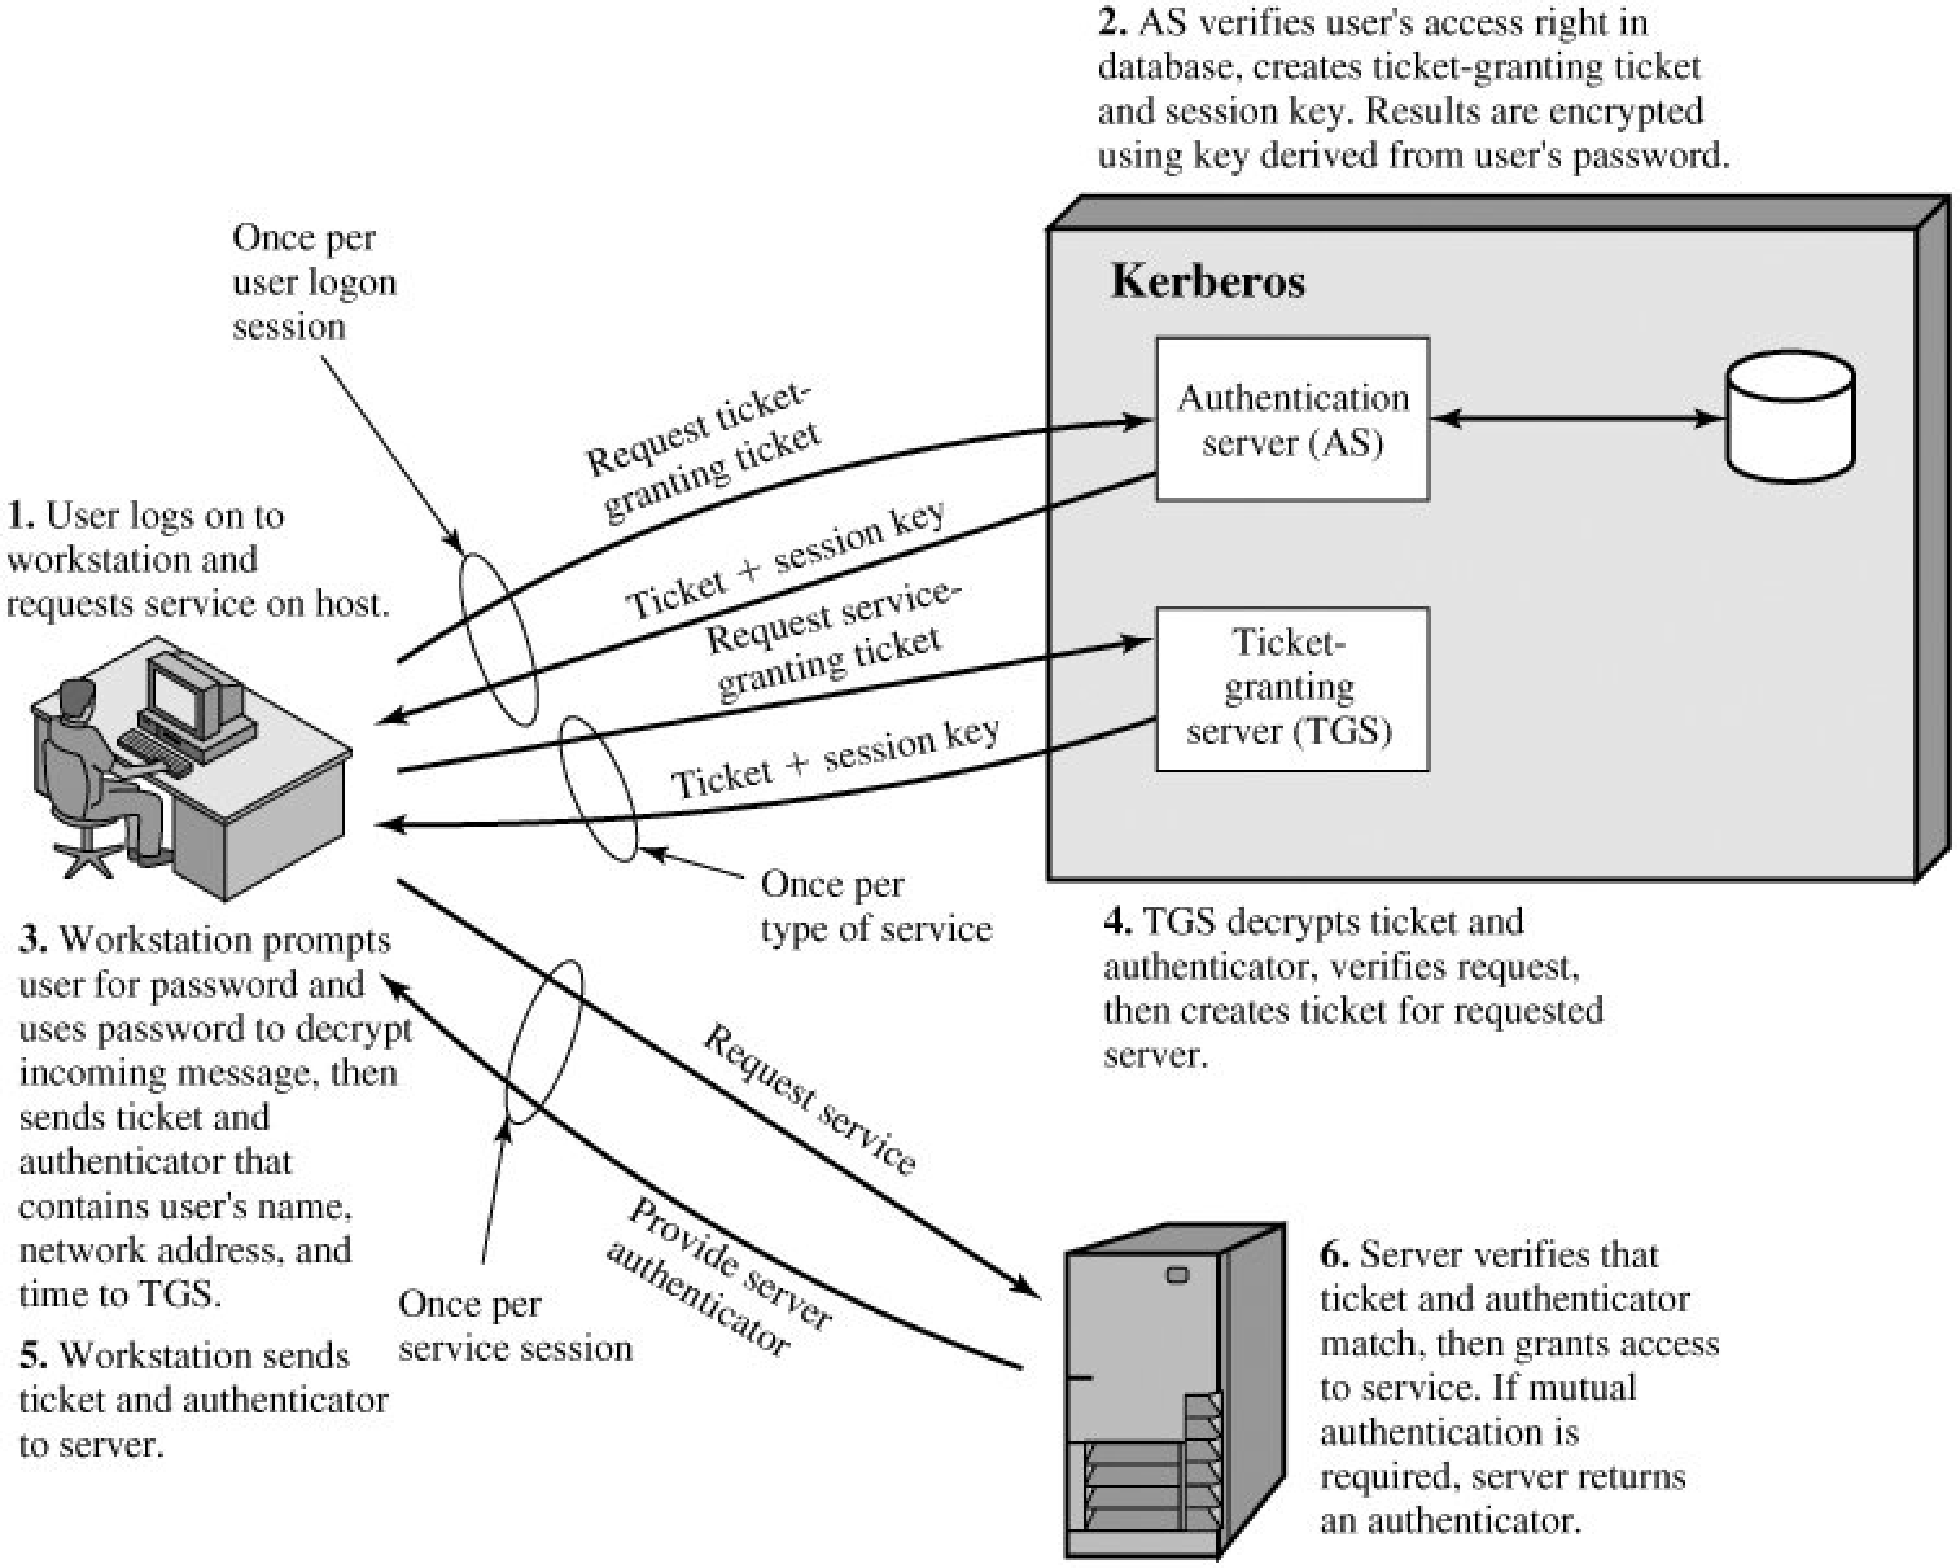 2. AS verifies user's access right in
database, creates ticket-granting ticket
and session key. Results are encrypted
using key derived from user's password.
Once per
user logon
session
Kerberos
Request ticket-
granting ticket
Authentication
server (AS)
1. User logs on to
workstation and
requests service on host.
Ticket + session key
Request service-
granting ticket
Ticket-
granting
server (TGS)
Ticket + session key
Once per
type of service
3. Workstation prompts
user for password and
uses password to decrypt
incoming message, then
sends ticket and
authenticator that
contains user's name,
network address, and
time to TGS.
4. TGS decrypts ticket and
authenticator, verifies request,
then creates ticket for requested
server.
Request service
Provide server
authenticator
Once per
service session
5. Workstation sends
ticket and authenticator
to server.
6. Server verifies that
ticket and authenticator
match, then grants access
to service. If mutual
authentication is
required, server returns
an authenticator.